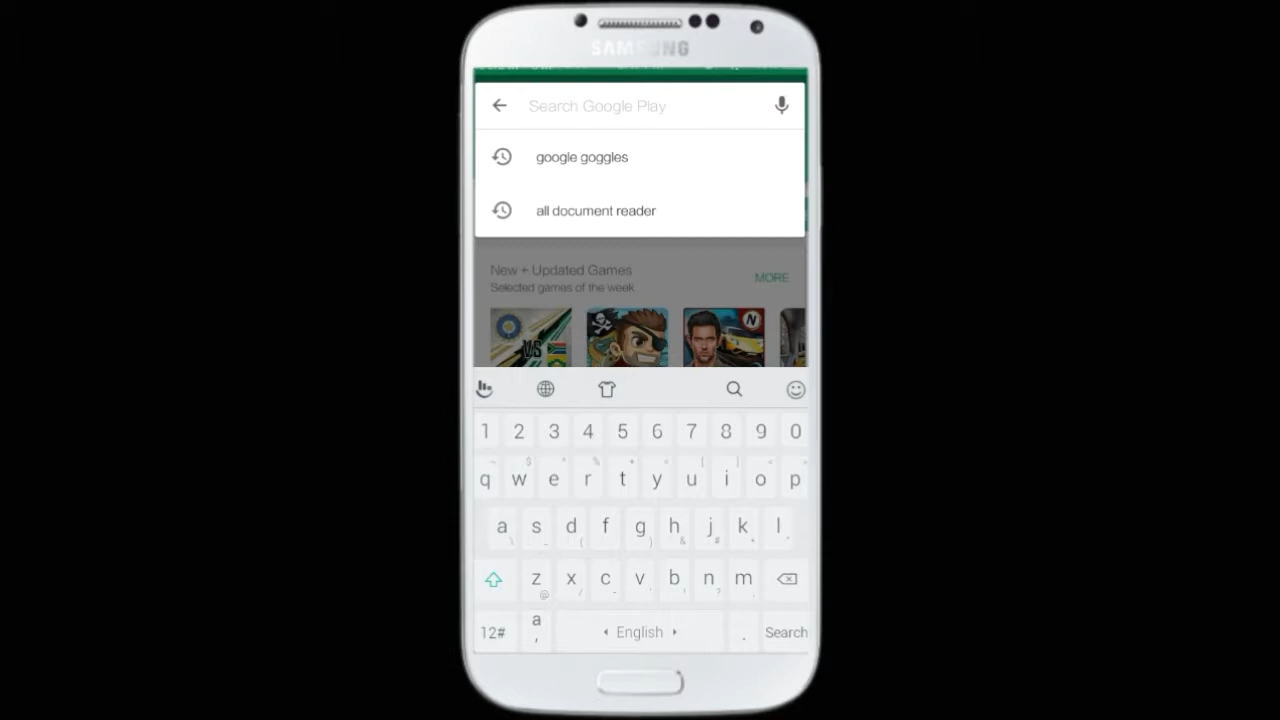 SAMSUNG
Search Google Play
google goggles
all document reader
New + Updated Games
Selected games of the week
MORE
VS
N
1 2 3 4 5 6 7 8 9 0
q w e r t y u i o p
a s d f g h j k l
z x c v b n m
12# a , English . Search